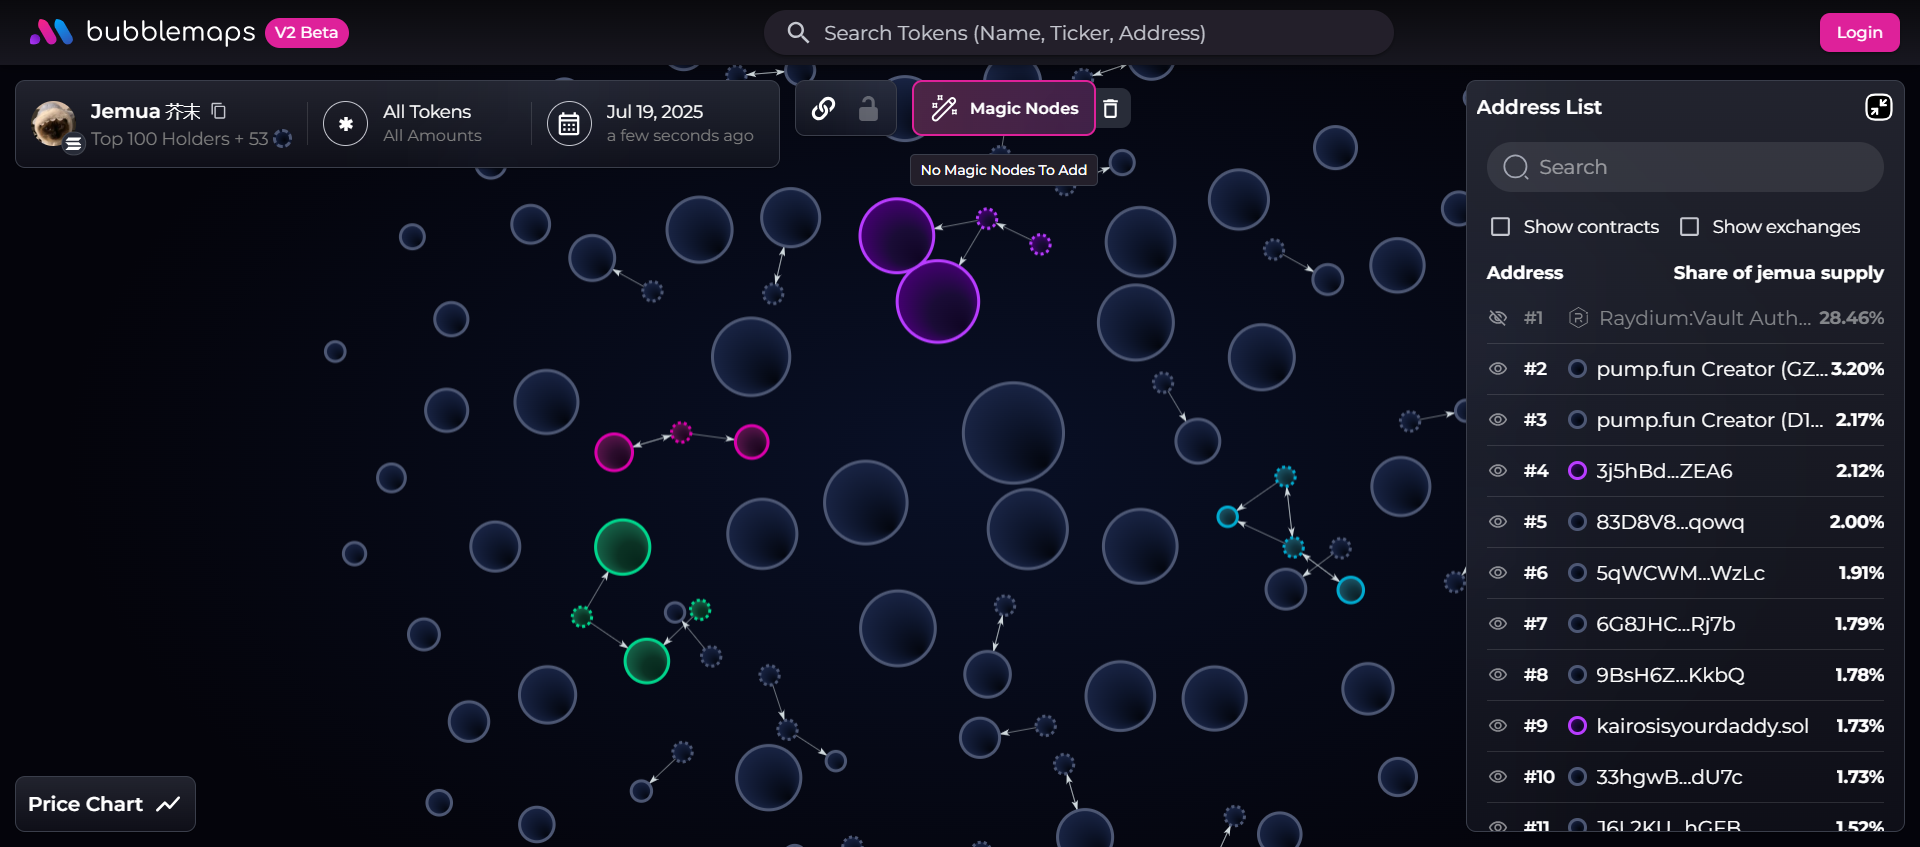 bubblemaps V2 Beta
Search Tokens (Name, Ticker, Address)
Login
Jemua 芥末
Top 100 Holders + 53
All Tokens
All Amounts
Jul 19, 2025
a few seconds ago
Magic Nodes
No Magic Nodes To Add
Address List
Search
Show contracts Show exchanges
Address Share of jemua supply
#1 Raydium:Vault Auth... 28.46%
#2 pump.fun Creator (GZ... 3.20%
#3 pump.fun Creator (D1... 2.17%
#4 3j5hBd...ZEA6 2.12%
#5 83D8V8...qowq 2.00%
#6 5qWCWM...WzLc 1.91%
#7 6G8JHC...Rj7b 1.79%
#8 9BsH6Z...KkbQ 1.78%
#9 kairosisyourdaddy.sol 1.73%
#10 33hgwB...dU7c 1.73%
#11 1.52%
Price Chart